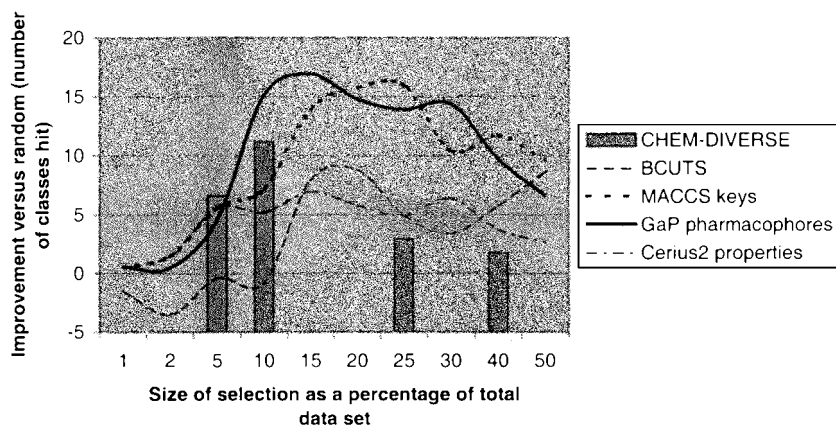 Improvement versus random (number
of classes hit)
20
15
10
5
0
-5
1 2 5 10 15 20 25 30 40 50
Size of selection as a percentage of total
data set
CHEM-DIVERSE
BCUTS
MACCS keys
GaP pharmacophores
Cerius2 properties